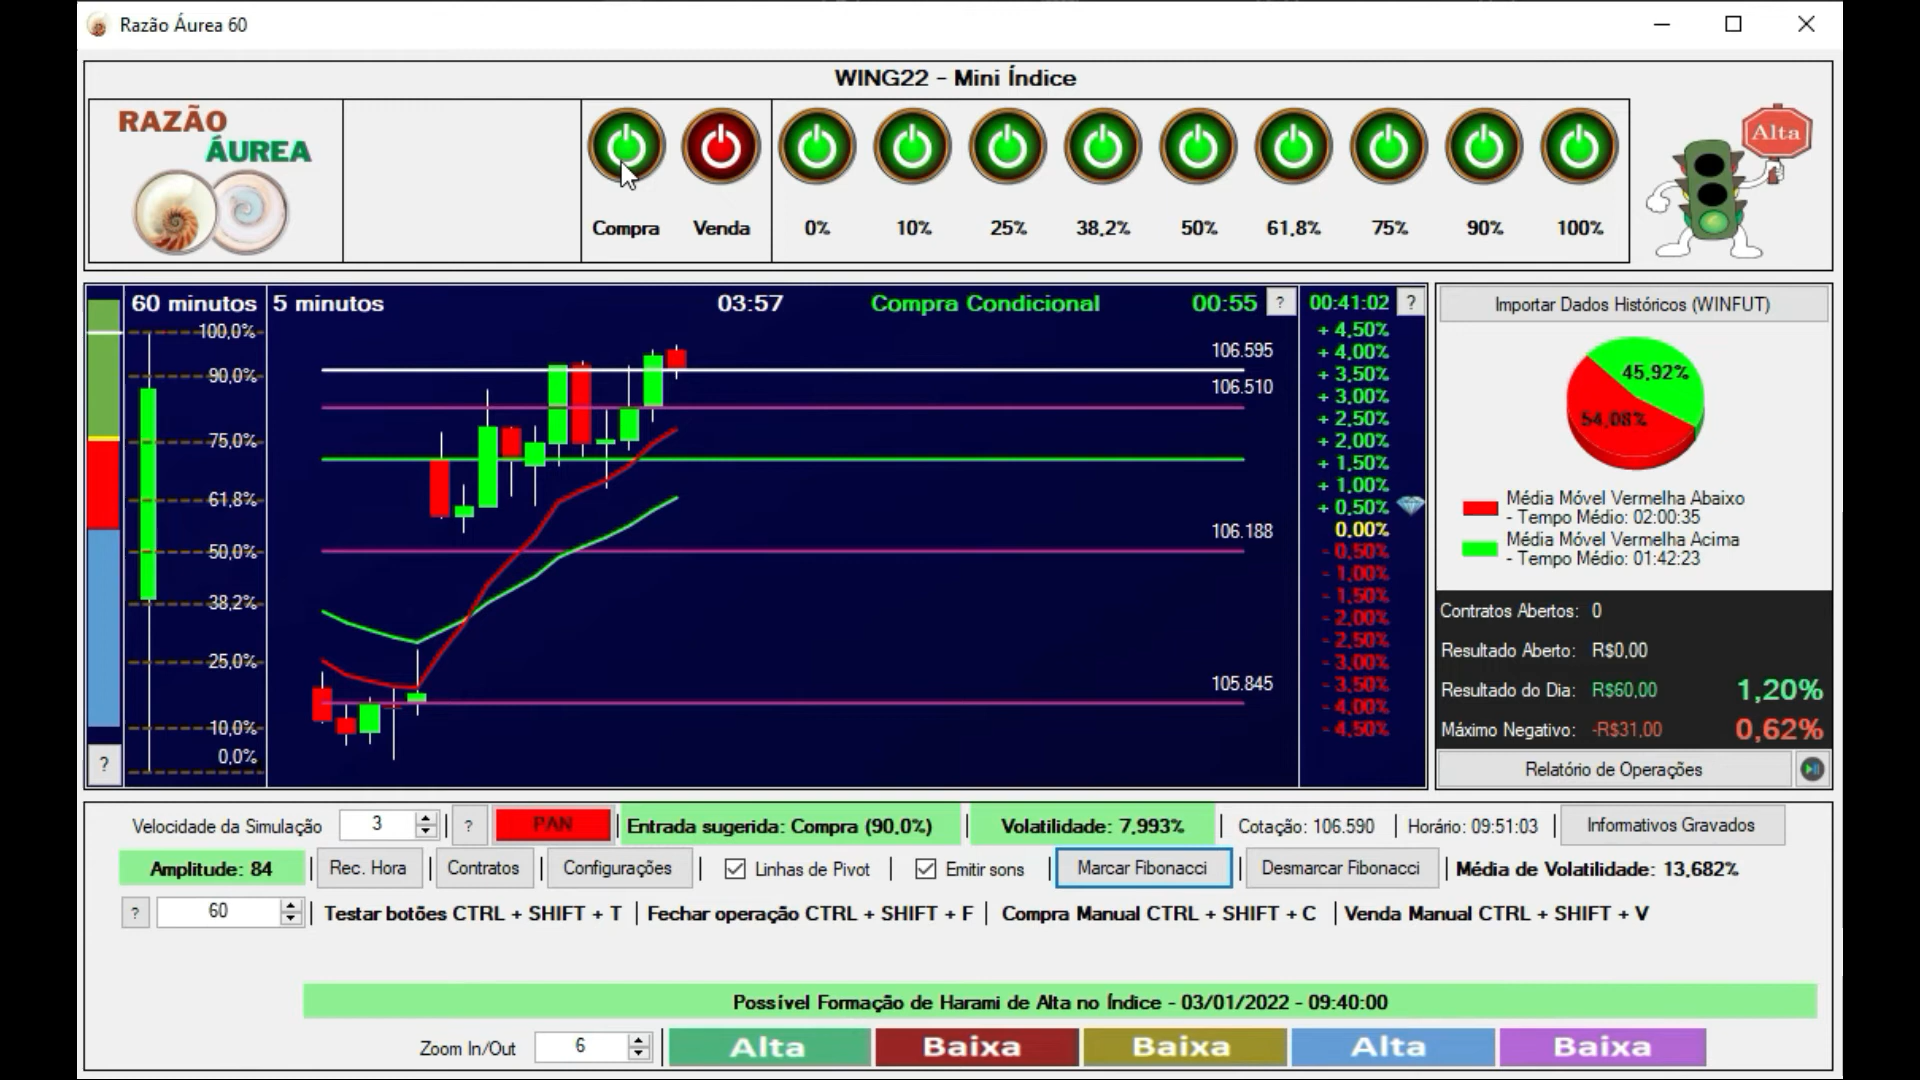 Razão Áurea 60
WING22 - Mini Índice
RAZÃO
ÁUREA
Compra Venda 0% 10% 25% 38,2% 50% 61,8% 75% 90% 100%
Alta
60 minutos 5 minutos 03:57 Compra Condicional 00:55 ? 00:41:02 ?
100,0%
90,0%
75,0%
61,8%
50,0%
38,2%
25,0%
10,0%
0,0%
?
106.595
106.510
106.188
105.845
+ 4,50%
+ 4,00%
+ 3,50%
+ 3,00%
+ 2,50%
+ 2,00%
+ 1,50%
+ 1,00%
+ 0,50%
0,00%
- 0,50%
- 1,00%
- 1,50%
- 2,00%
- 2,50%
- 3,00%
- 3,50%
- 4,00%
- 4,50%
Importar Dados Históricos (WINFUT)
45,92%
54,08%
Média Móvel Vermelha Abaixo
- Tempo Médio: 02:00:35
Média Móvel Vermelha Acima
- Tempo Médio: 01:42:23
Contratos Abertos: 0
Resultado Aberto: R$0,00
Resultado do Dia: R$60,00 1,20%
Máximo Negativo: -R$31,00 0,62%
Relatório de Operações
Velocidade da Simulação 3 ? PAN Entrada sugerida: Compra (90,0%) Volatilidade: 7,993% Cotação: 106.590 Horário: 09:51:03 Informativos Gravados
Amplitude: 84 Rec. Hora Contratos Configurações Linhas de Pivot Emitir sons Marcar Fibonacci Desmarcar Fibonacci Média de Volatilidade: 13,682%
? 60 Testar botões CTRL + SHIFT + T Fechar operação CTRL + SHIFT + F Compra Manual CTRL + SHIFT + C Venda Manual CTRL + SHIFT + V
Possível Formação de Harami de Alta no Índice - 03/01/2022 - 09:40:00
Zoom In/Out 6 Alta Baixa Baixa Alta Baixa